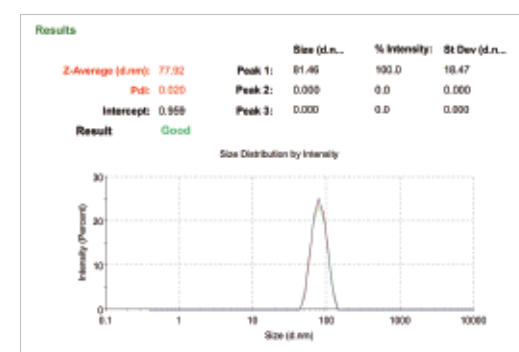 Results
Size (d.n... % Intensity: St Dev (d.n...
Z-Average (d.nm): 77.92 Peak 1: 81.46 100.0 18.47
PdI: 0.020 Peak 2: 0.000 0.0 0.000
Intercept: 0.959 Peak 3: 0.000 0.0 0.000
Result Good
Size Distribution by Intensity
Intensity (Percent)
30
20
10
0
0.1 1 10 100 1000 10000
Size (d.nm)